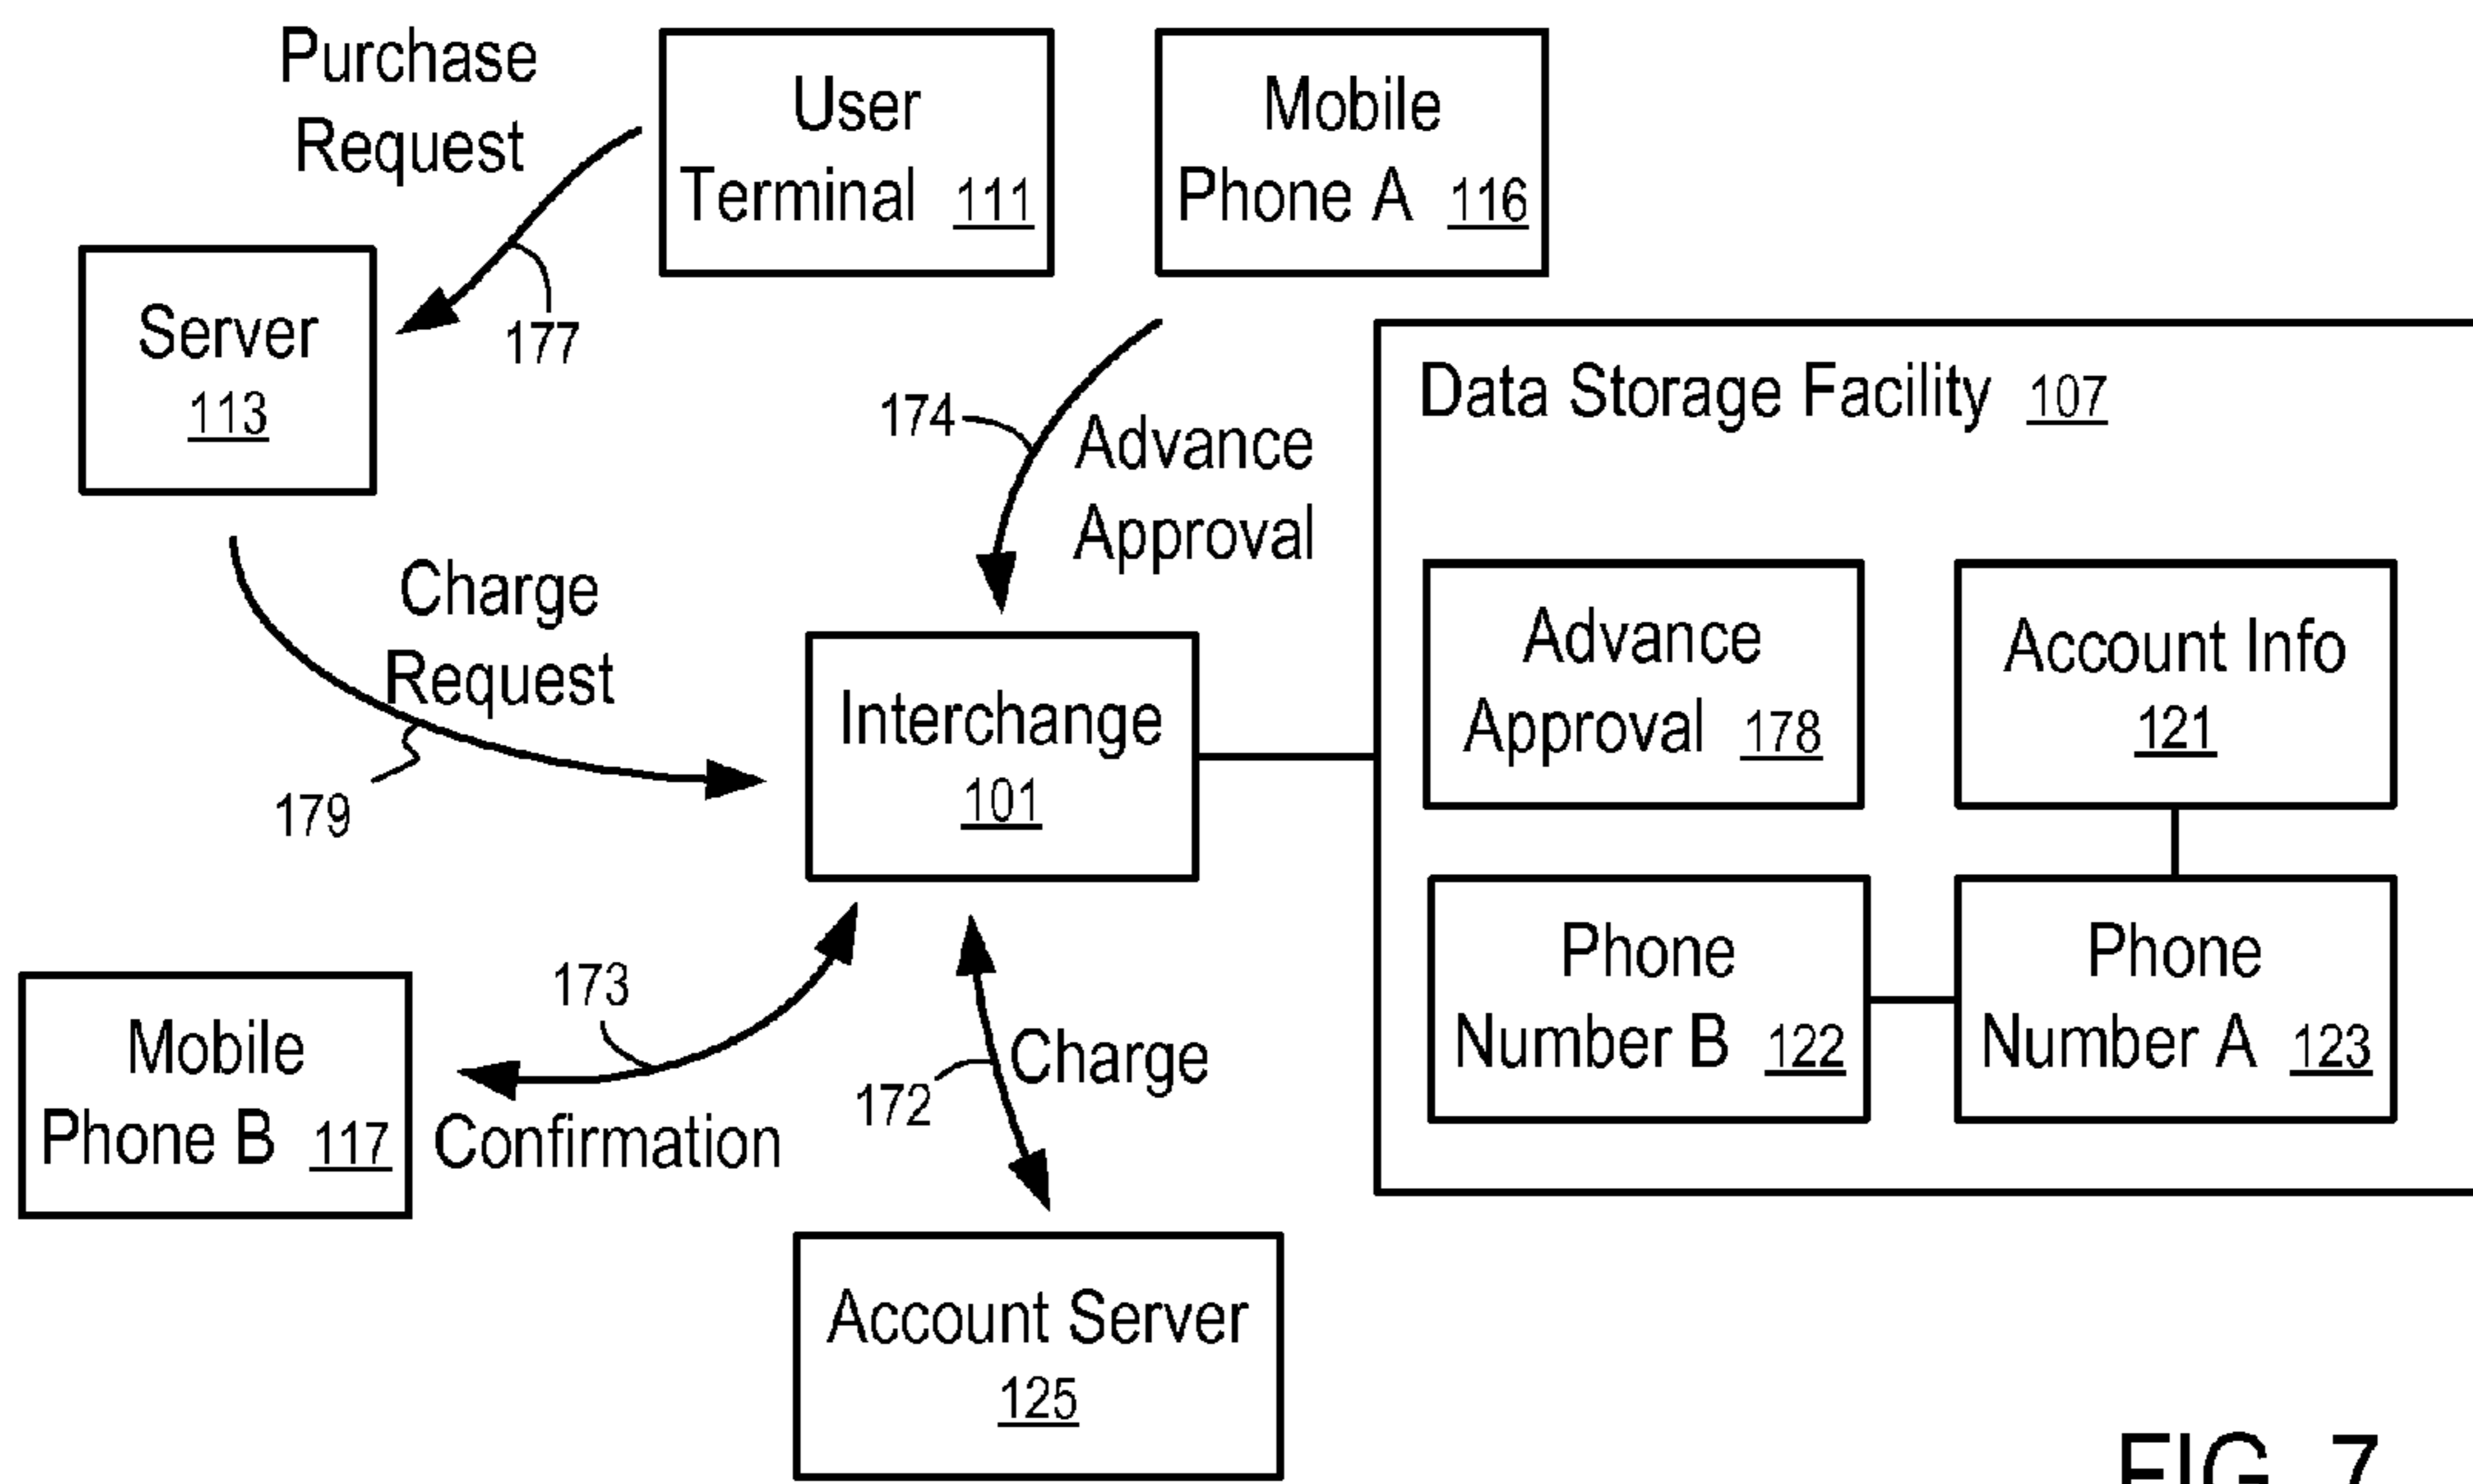 Purchase
Request
User
Terminal 111
Mobile
Phone A 116
Server
113
177
174
Advance
Approval
Data Storage Facility 107
Charge
Request
179
Interchange
101
Advance
Approval 178
Account Info
121
Phone
Number B 122
Phone
Number A 123
Mobile
Phone B 117
173
Confirmation
172
Charge
Account Server
125
FIG. 7